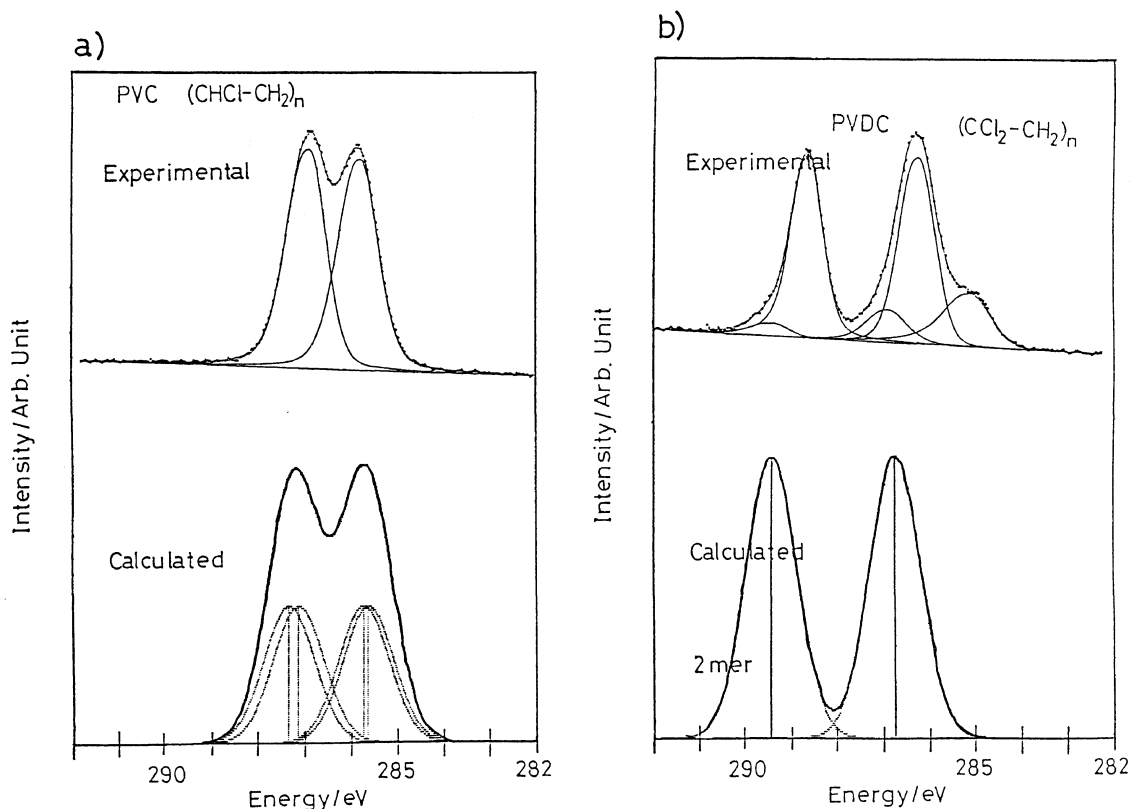 a)
PVC (CHCl-CH2)n
Experimental
Calculated
Intensity/Arb. Unit
290 285 282
Energy/eV
b)
PVDC (CCl2-CH2)n
Experimental
Calculated
2mer
Intensity/Arb. Unit
290 285 282
Energy/eV